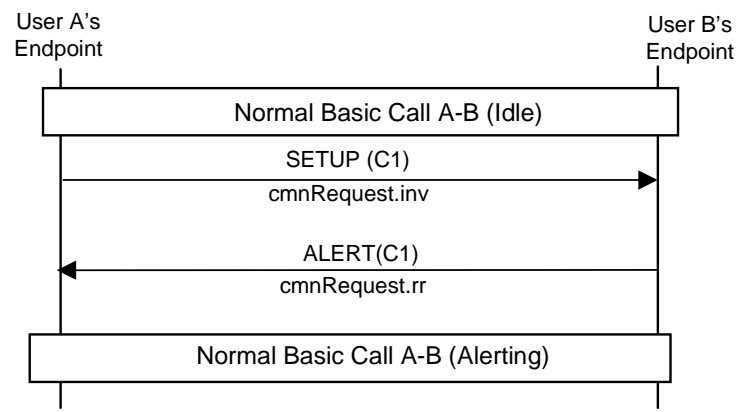 User A's
Endpoint
User B's
Endpoint
Normal Basic Call A-B (Idle)
SETUP (C1)
cmnRequest.inv
ALERT(C1)
cmnRequest.rr
Normal Basic Call A-B (Alerting)